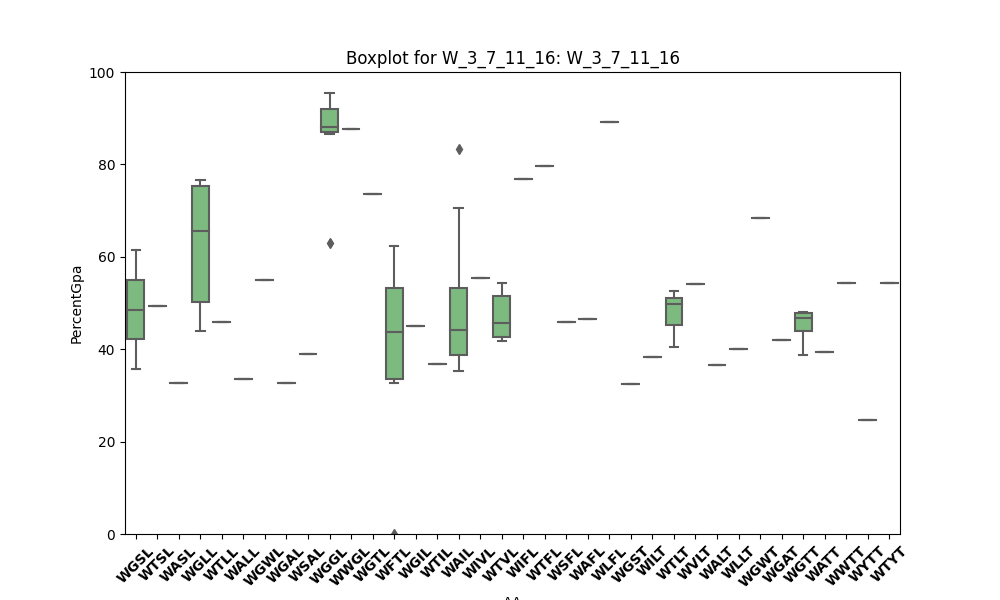 Boxplot for W_3_7_11_16: W_3_7_11_16
PercentGpa
100
80
60
40
20
0
WGSL
WTSL
WASL
WGLL
WTLL
WALL
WGWL
WGAL
WSAL
WGGL
WWGL
WGTL
WFTL
WGIL
WTIL
WAIL
WIVL
WTVL
WIFL
WTFL
WSFL
WAFL
WLFL
WGST
WILT
WTLT
WVLT
WALT
WLLT
WGWT
WGAT
WGTT
WATT
WWTT
WYTT
WTYT